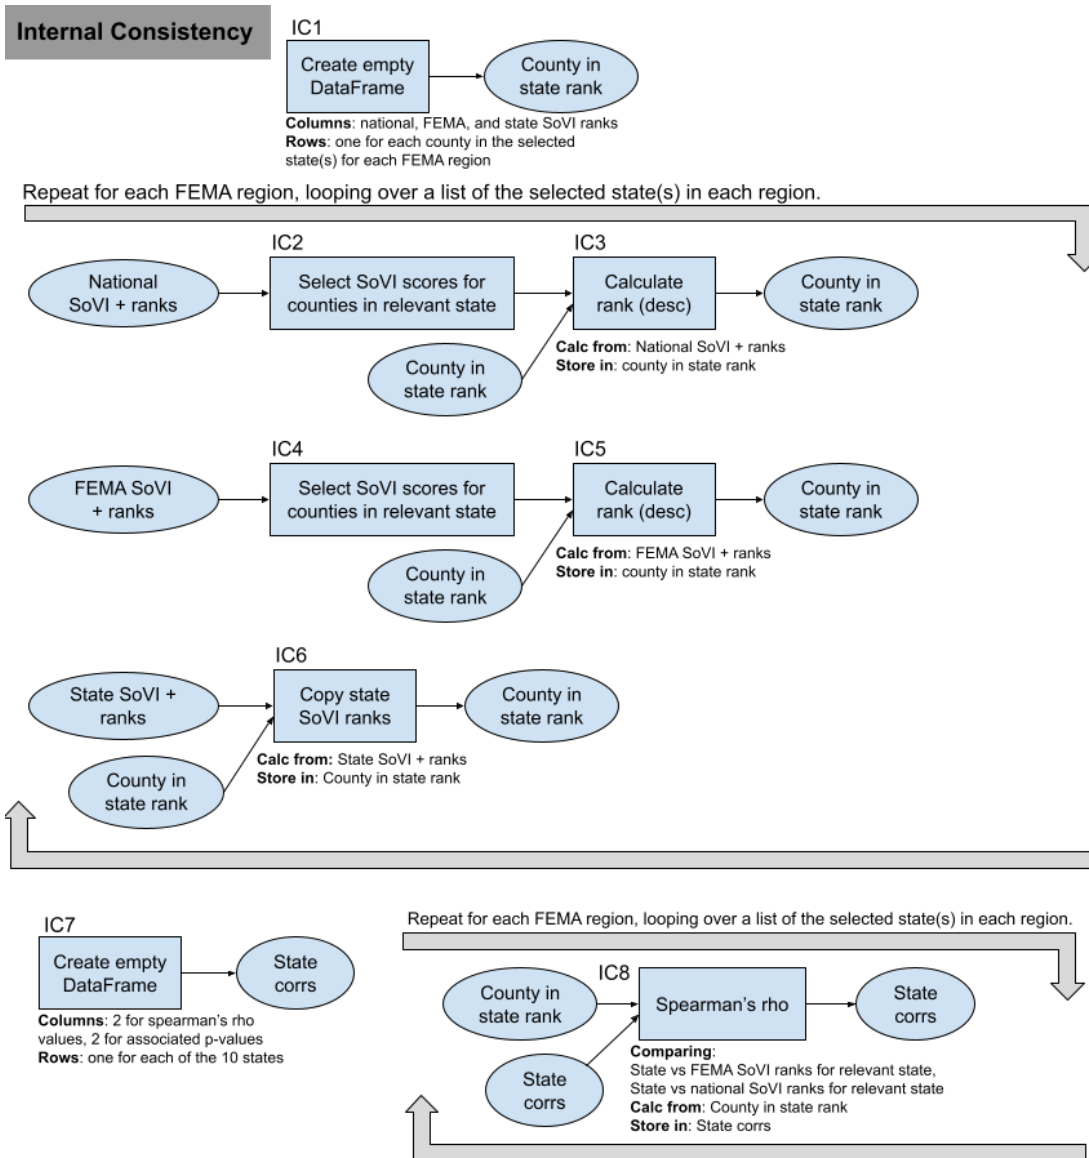 Internal Consistency
IC1
Create empty
DataFrame
County in
state rank
Columns: national, FEMA, and state SoVI ranks
Rows: one for each county in the selected
state(s) for each FEMA region
Repeat for each FEMA region, looping over a list of the selected state(s) in each region.
IC2
IC3
National
SoVI + ranks
Select SoVI scores for
counties in relevant state
Calculate
rank (desc)
County in
state rank
County in
state rank
Calc from: National SoVI + ranks
Store in: county in state rank
IC4
IC5
FEMA SoVI
+ ranks
Select SoVI scores for
counties in relevant state
Calculate
rank (desc)
County in
state rank
County in
state rank
Calc from: FEMA SoVI + ranks
Store in: county in state rank
IC6
State SoVI +
ranks
Copy state
SoVI ranks
County in
state rank
County in
state rank
Calc from: State SoVI + ranks
Store in: County in state rank
IC7
Create empty
DataFrame
State
corrs
Columns: 2 for spearman's rho
values, 2 for associated p-values
Rows: one for each of the 10 states
Repeat for each FEMA region, looping over a list of the selected state(s) in each region.
IC8
County in
state rank
Spearman's rho
State
corrs
State
corrs
Comparing:
State vs FEMA SoVI ranks for relevant state,
State vs national SoVI ranks for relevant state
Calc from: County in state rank
Store in: State corrs